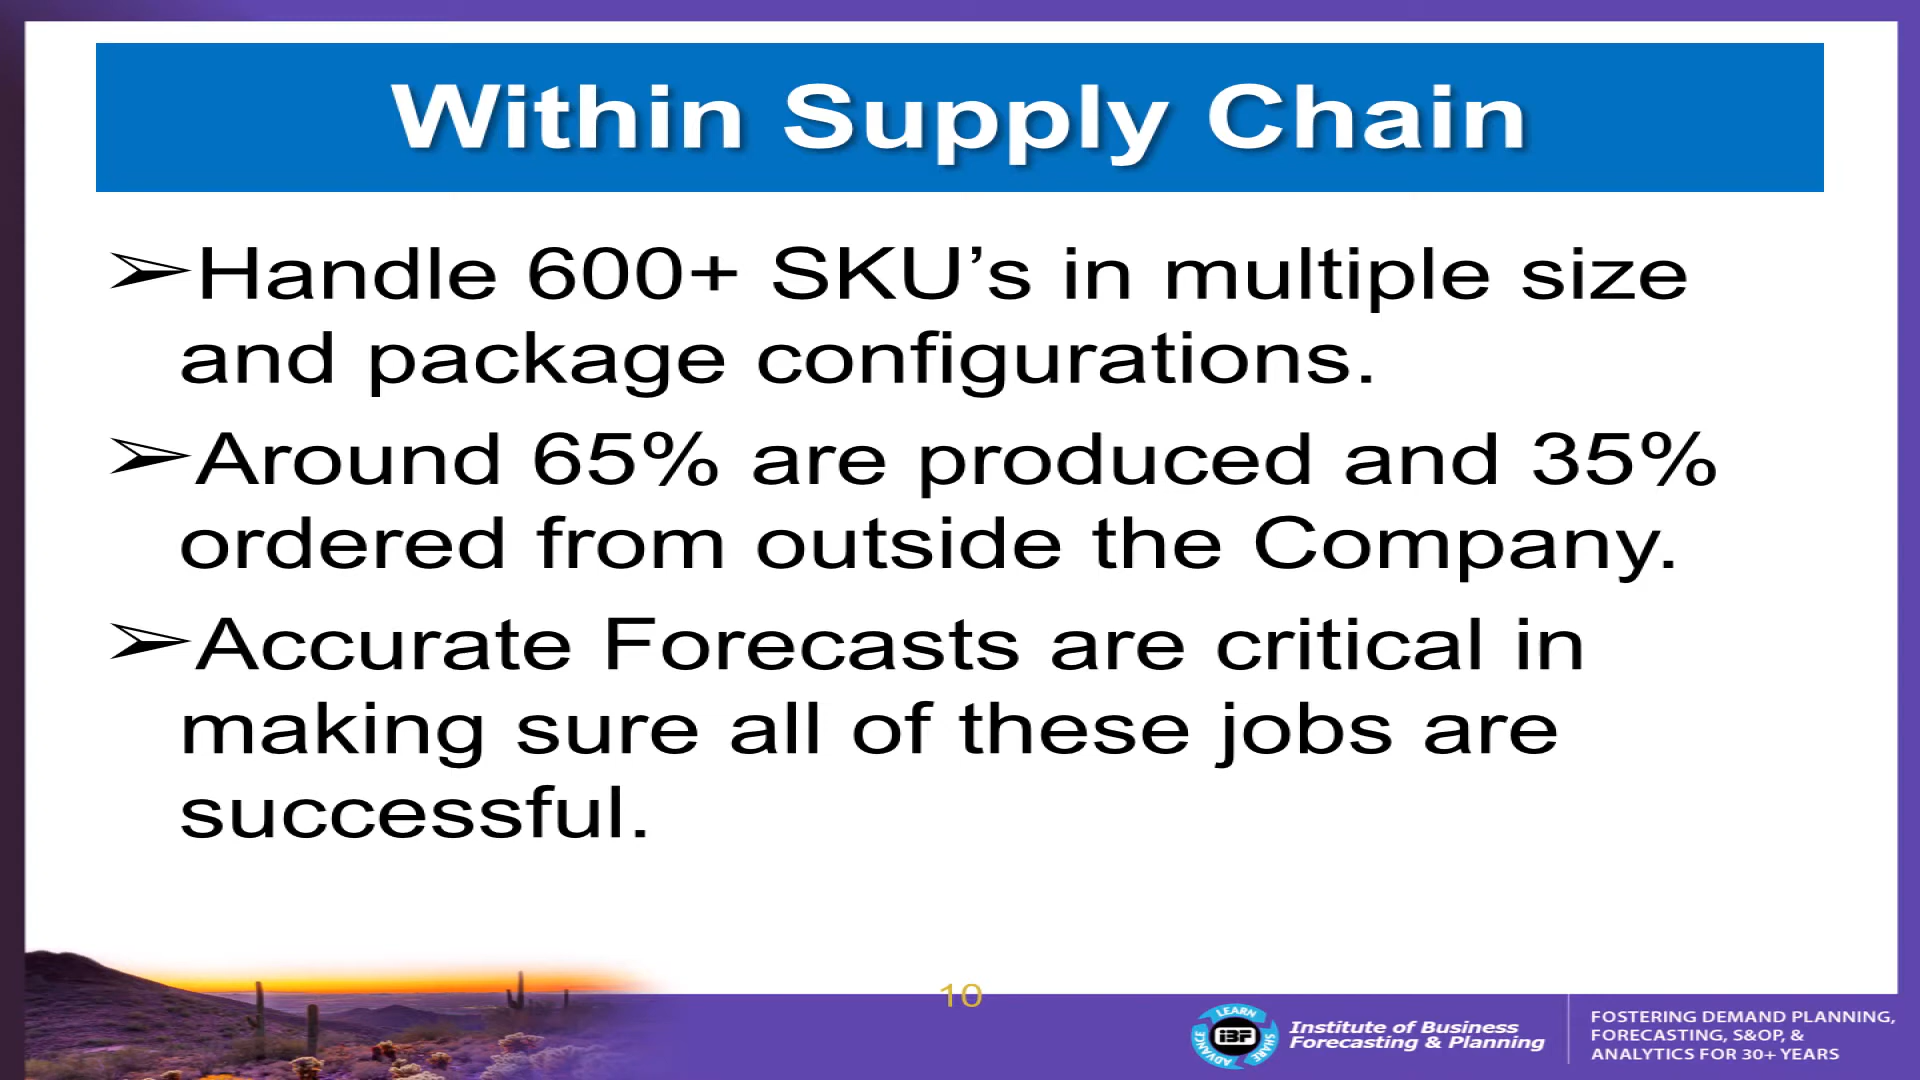 Within Supply Chain
➢Handle 600+ SKU’s in multiple size
and package configurations.
➢Around 65% are produced and 35%
ordered from outside the Company.
➢Accurate Forecasts are critical in
making sure all of these jobs are
successful.
10
LEARN
SHARE
ADVANCE
iBF
Institute of Business
Forecasting & Planning
FOSTERING DEMAND PLANNING,
FORECASTING, S&OP, &
ANALYTICS FOR 30+ YEARS